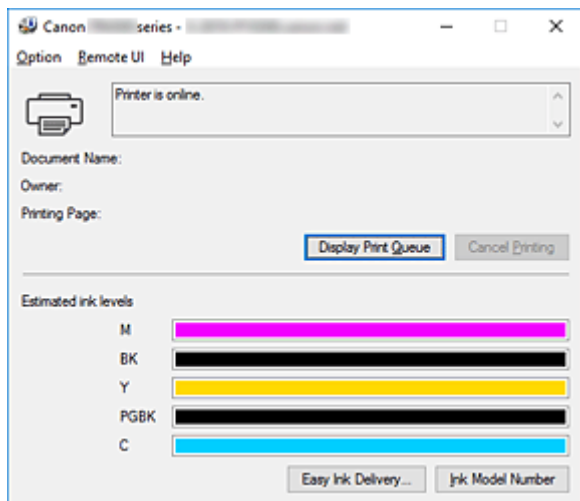 Canon series -
Option Remote UI Help
Printer is online.
Document Name:
Owner:
Printing Page:
Display Print Queue Cancel Printing
Estimated ink levels
M
BK
Y
PGBK
C
Easy Ink Delivery... Ink Model Number